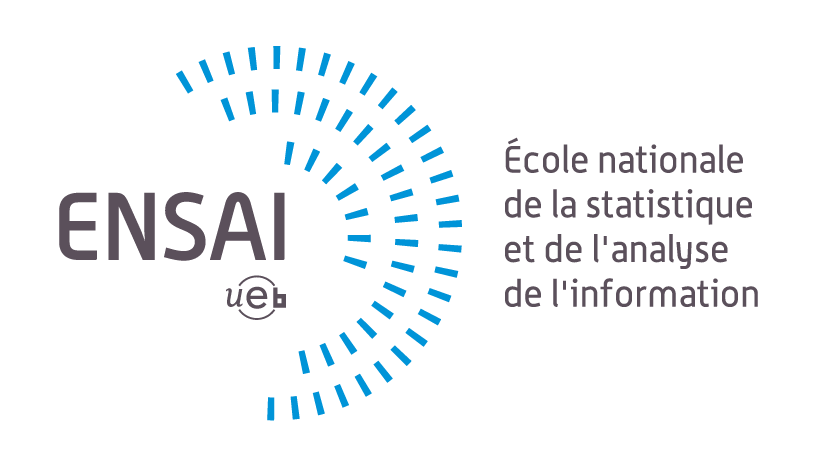 ENSAI
ueb
École nationale
de la statistique
et de l'analyse
de l'information